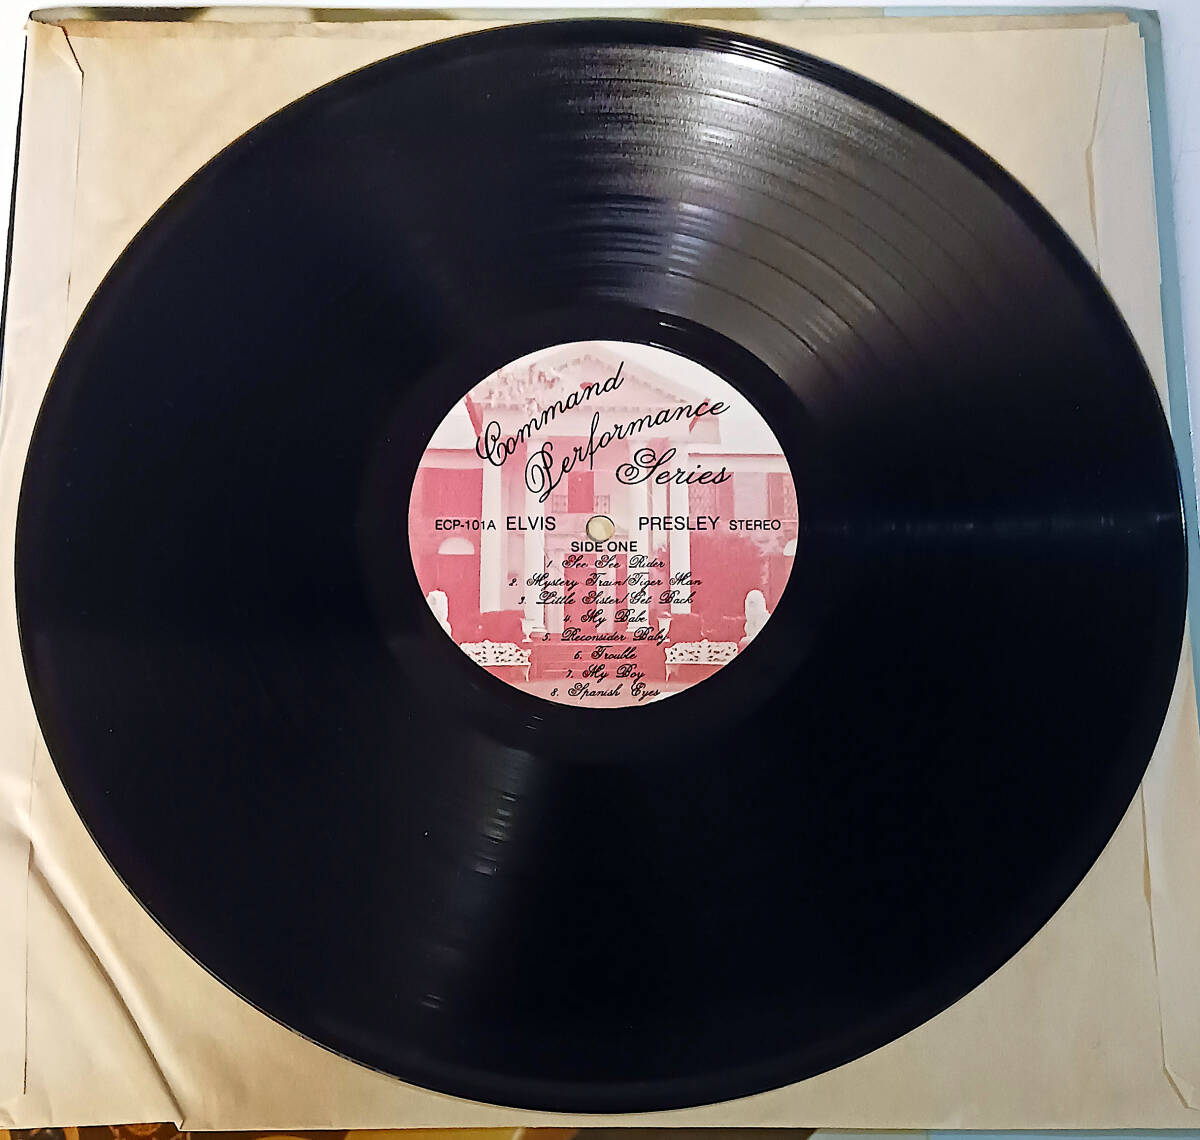 Command
Performance
Series
ECP-101A ELVIS PRESLEY STEREO
SIDE ONE
1. See See Rider
2. Mystery Train/Tiger Man
3. Little Sister/Get Back
4. My Babe
5. Reconsider Baby
6. Trouble
7. My Boy
8. Spanish Eyes